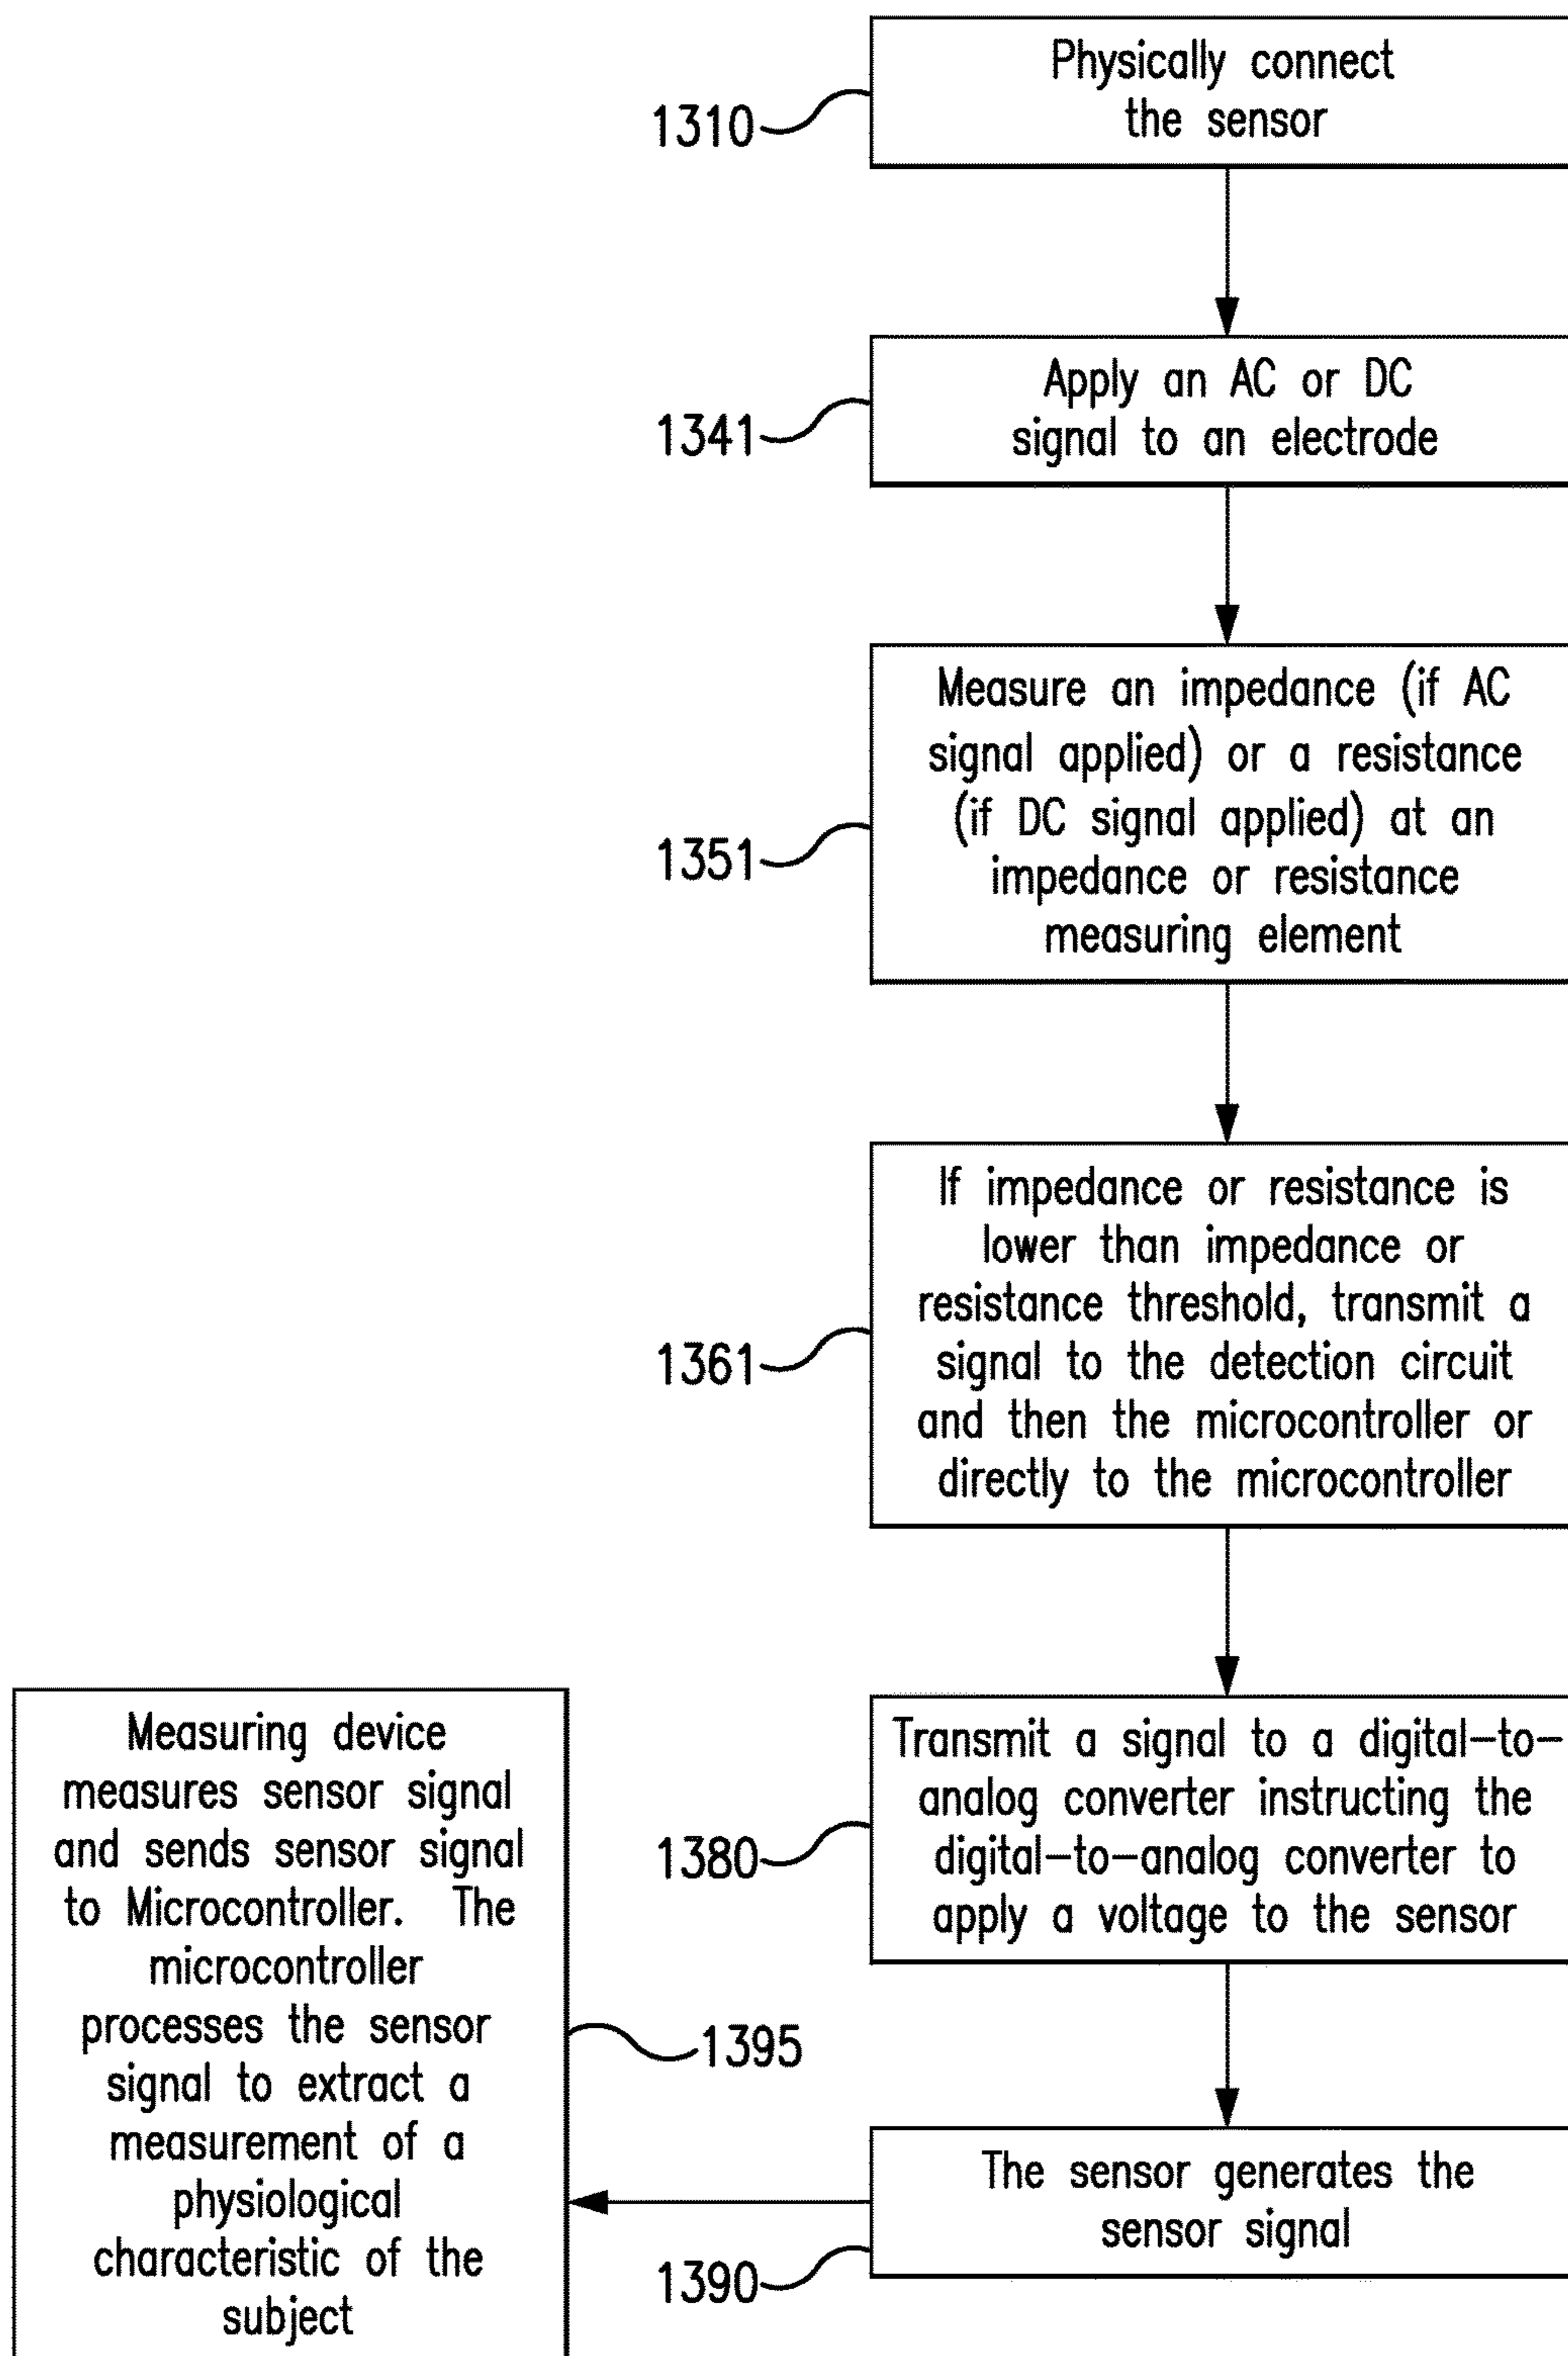 Physically connect
the sensor
1310
Apply an AC or DC
signal to an electrode
1341
Measure an impedance (if AC
signal applied) or a resistance
(if DC signal applied) at an
impedance or resistance
measuring element
1351
If impedance or resistance is
lower than impedance or
resistance threshold, transmit a
signal to the detection circuit
and then the microcontroller or
directly to the microcontroller
1361
Transmit a signal to a digital-to-
analog converter instructing the
digital-to-analog converter to
apply a voltage to the sensor
1380
The sensor generates the
sensor signal
1390
Measuring device
measures sensor signal
and sends sensor signal
to Microcontroller. The
microcontroller
processes the sensor
signal to extract a
measurement of a
physiological
characteristic of the
subject
1395